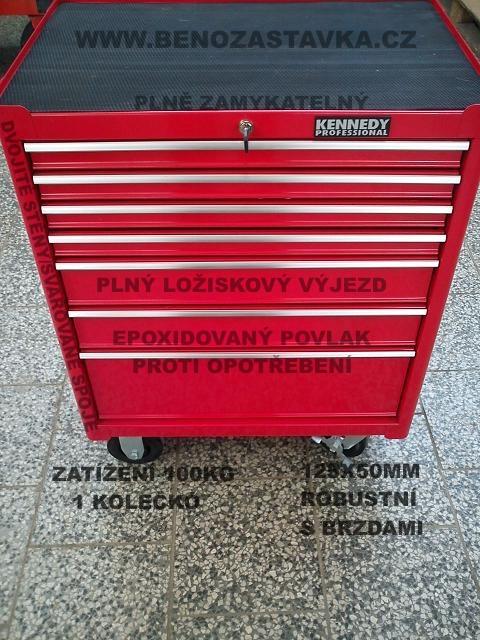 WWW.BENOZASTAVKA.CZ
PLNĚ ZAMYKATELNÝ
KENNEDY
PROFESSIONAL
DVOJITÉ STĚNY/SVAŘOVANÉ SPOJE
PLNÝ LOŽISKOVÝ VÝJEZD
EPOXIDOVANÝ POVLAK
PROTI OPOTŘEBENÍ
ZATÍŽENÍ 100KG
1 KOLEČKO
125X50MM
ROBUSTNÍ
S BRZDAMI